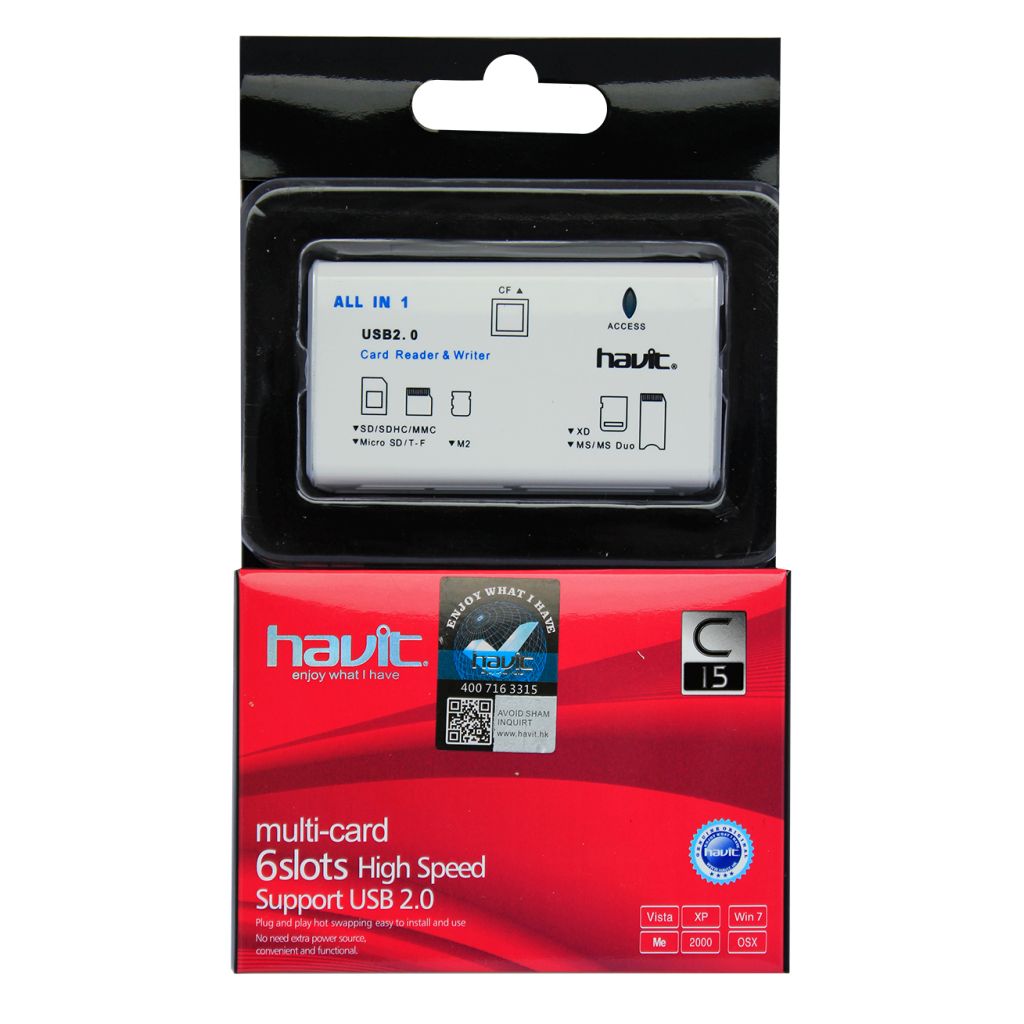 CF ▲
ALL IN 1
USB2.0
Card Reader & Writer
ACCESS
havit®
▼SD/SDHC/MMC
▼Micro SD/T-F
▼M2
▼XD
▼MS/MS Duo
havit®
enjoy what I have
ENJOY WHAT I HAVE
havit
400 716 3315
AVOID SHAM
INQUIRT
www.havit.hk
C
15
multi-card
6slots High Speed
Support USB 2.0
Plug and play hot swapping easy to install and use
No need extra power source,
convenient and functional.
GENUINE ORIGINAL
havit
Vista XP Win 7
Me 2000 OSX